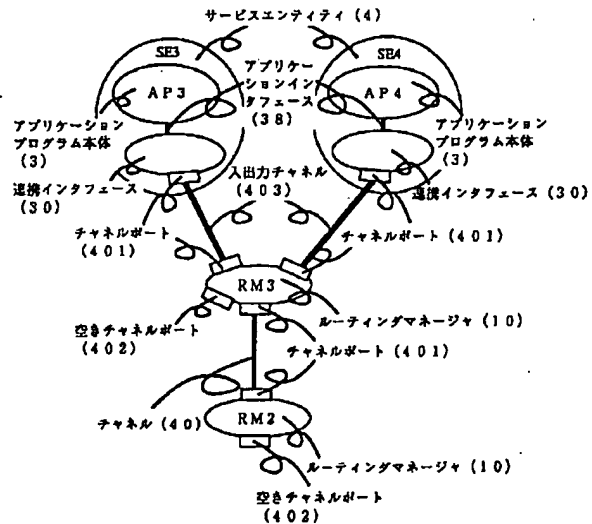 サービスエンティティ(4)
SE3
SE4
アプリケー
ションイン
タフェース
(38)
AP3
AP4
アプリケーション
プログラム本体
(3)
アプリケーション
プログラム本体
(3)
連携インタフェース
(30)
入出力チャネル
(403)
連携インタフェース(30)
チャネルポート
(401)
チャネルポート(401)
RM3
空きチャネルポート
(402)
ルーティングマネージャ(10)
チャネルポート(401)
チャネル(40)
RM2
ルーティングマネージャ(10)
空きチャネルポート
(402)